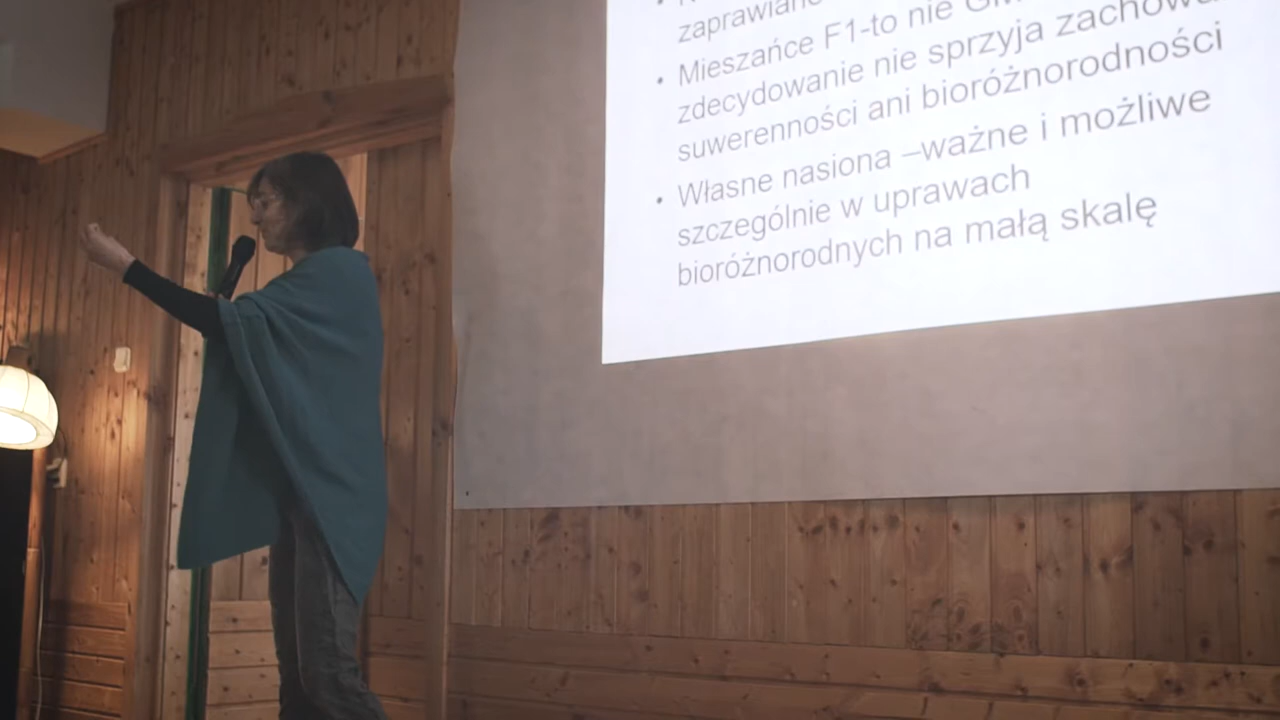 zaprawiane
• Mieszańce F1-to nie
zdecydowanie nie sprzyja
suwerenności ani bioróżnorodności
• Własne nasiona –ważne i możliwe
szczególnie w uprawach
bioróżnorodnych na małą skalę